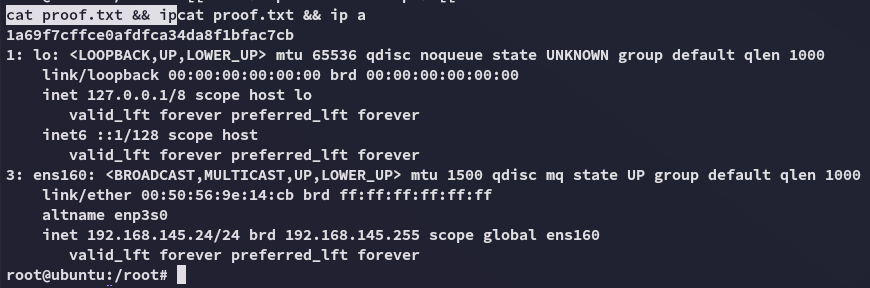 cat proof.txt && ipcat proof.txt && ip a
1a69f7cffce0afdfca34da8f1bfac7cb
1: lo: <LOOPBACK,UP,LOWER_UP> mtu 65536 qdisc noqueue state UNKNOWN group default qlen 1000
    link/loopback 00:00:00:00:00:00 brd 00:00:00:00:00:00
    inet 127.0.0.1/8 scope host lo
       valid_lft forever preferred_lft forever
    inet6 ::1/128 scope host
       valid_lft forever preferred_lft forever
3: ens160: <BROADCAST,MULTICAST,UP,LOWER_UP> mtu 1500 qdisc mq state UP group default qlen 1000
    link/ether 00:50:56:9e:14:cb brd ff:ff:ff:ff:ff:ff
    altname enp3s0
    inet 192.168.145.24/24 brd 192.168.145.255 scope global ens160
       valid_lft forever preferred_lft forever
root@ubuntu:/root#